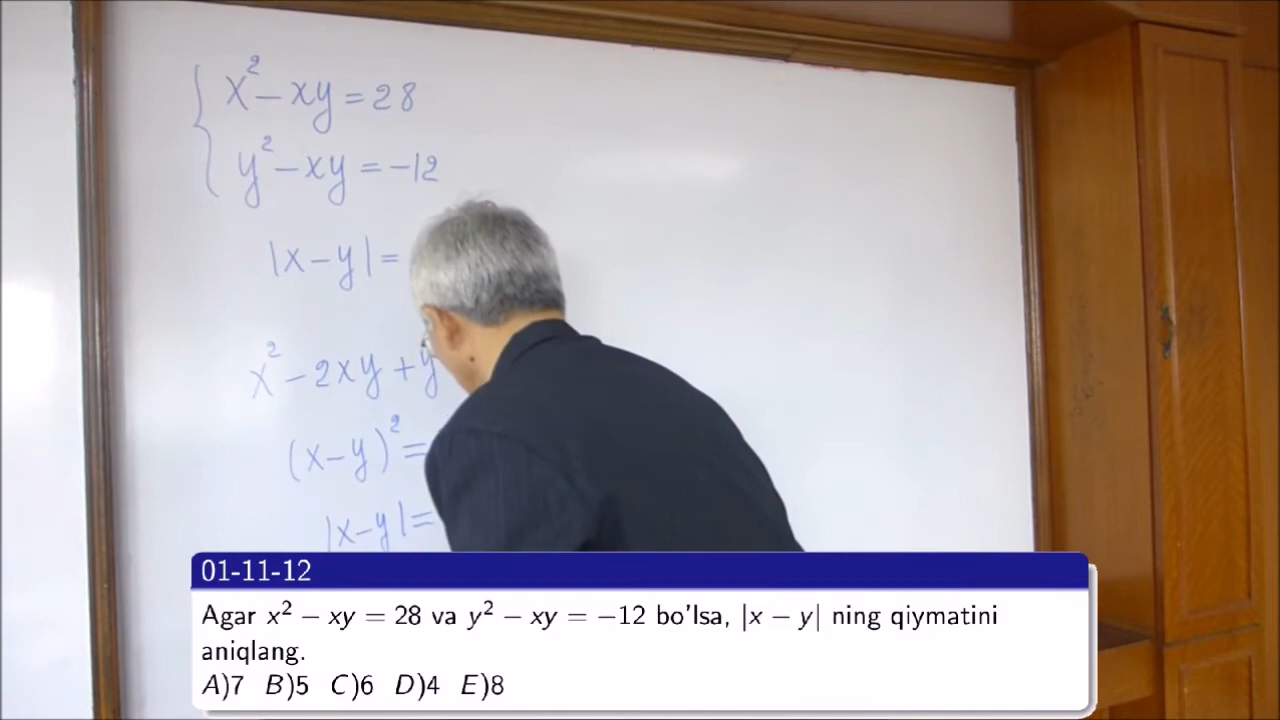 x² - xy = 28
y² - xy = -12
|x - y| =
x² - 2xy + y
(x - y)² =
|x - y| =
01-11-12
Agar x² − xy = 28 va y² − xy = −12 bo'lsa, |x − y| ning qiymatini
aniqlang.
A)7 B)5 C)6 D)4 E)8